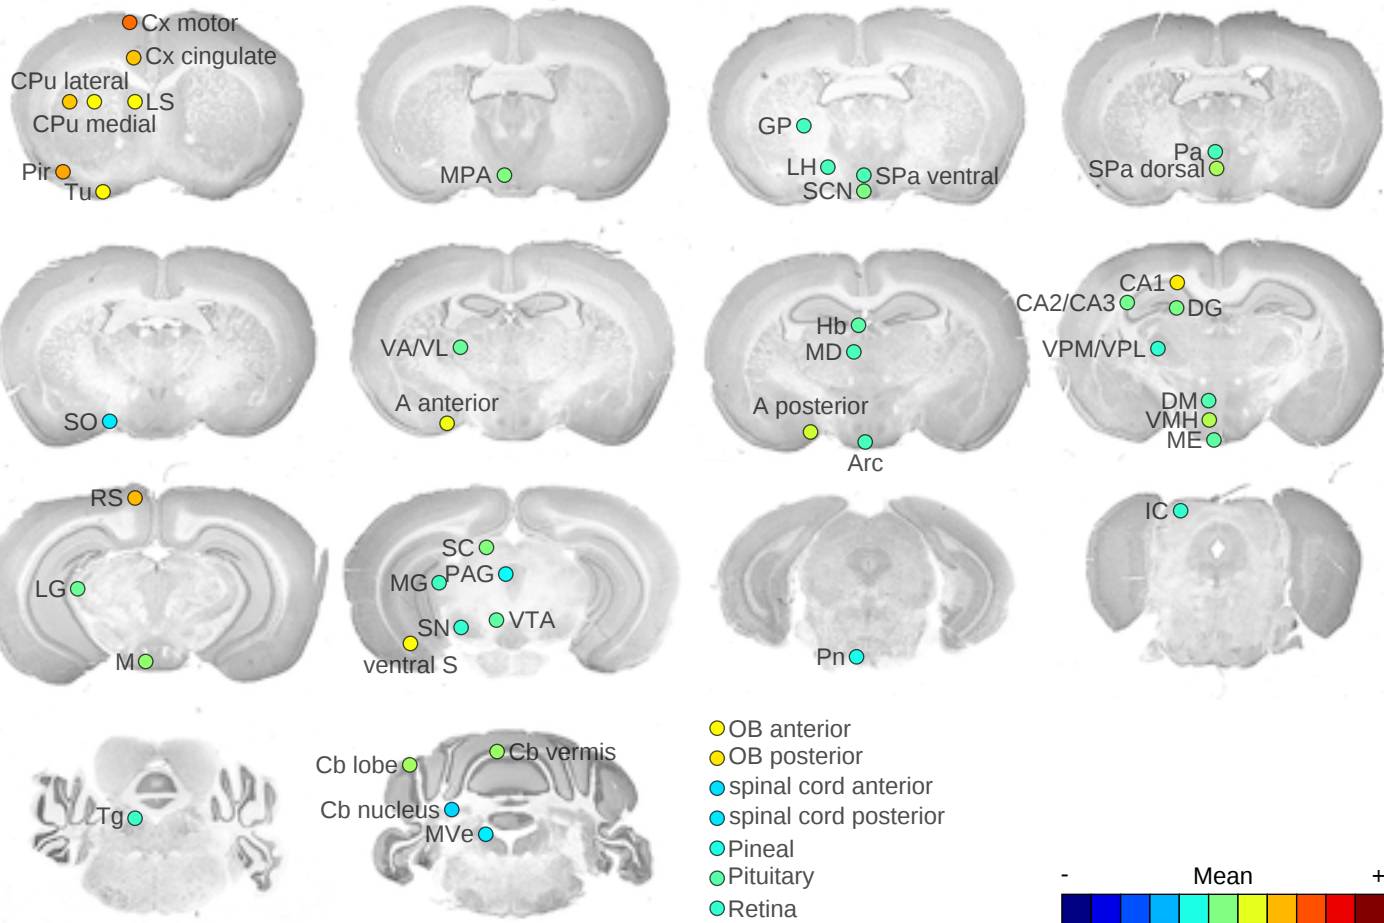 Cx motor
Cx cingulate
CPu lateral
LS
CPu medial
Pir
Tu
MPA
GP
LH
SPa ventral
SCN
Pa
SPa dorsal
SO
VA/VL
A anterior
Hb
MD
A posterior
Arc
CA1
CA2/CA3
DG
VPM/VPL
DM
VMH
ME
RS
LG
M
SC
MG
PAG
SN
VTA
ventral S
Pn
IC
Tg
Cb lobe
Cb vermis
Cb nucleus
MVe
OB anterior
OB posterior
spinal cord anterior
spinal cord posterior
Pineal
Pituitary
Retina
- Mean +